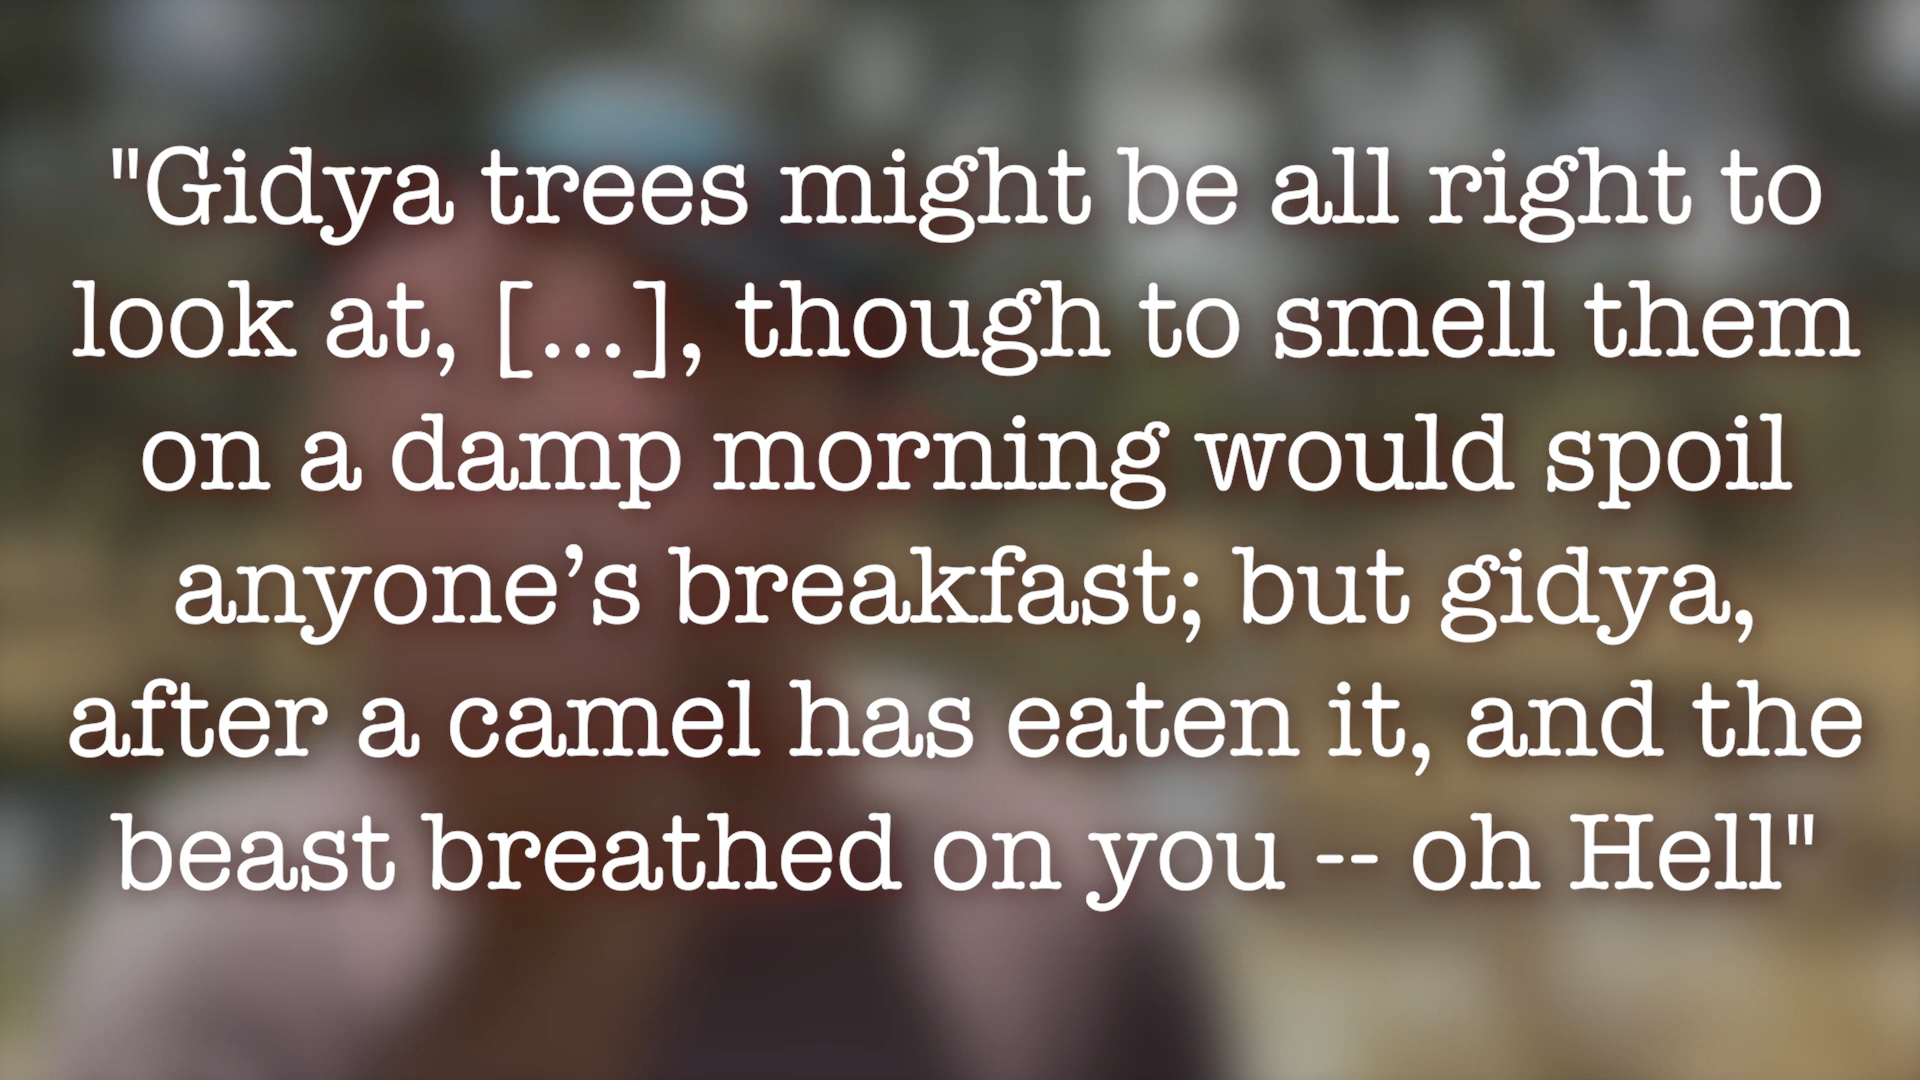 "Gidya trees might be all right to
look at, [...], though to smell them
on a damp morning would spoil
anyone’s breakfast; but gidya,
after a camel has eaten it, and the
beast breathed on you -- oh Hell"